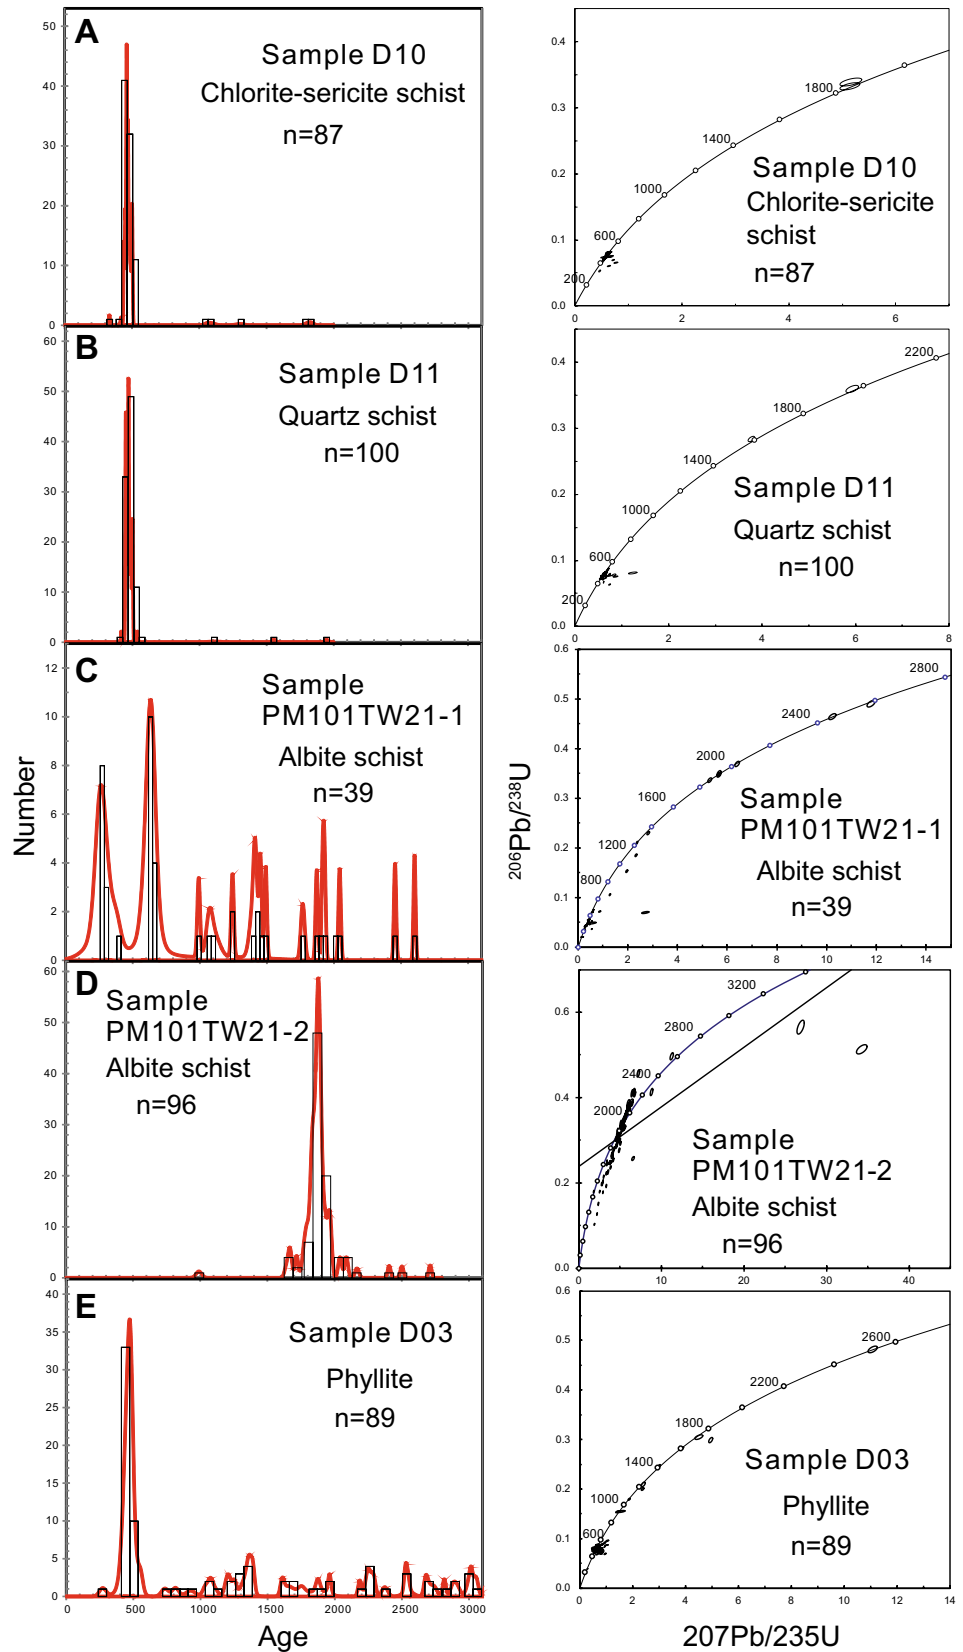 A
Sample D10
Chlorite-sericite schist
n=87
50
40
30
20
10
0
B
Sample D11
Quartz schist
n=100
60
50
40
30
20
10
0
C
Sample
PM101TW21-1
Albite schist
n=39
12
10
8
6
4
2
0
D
Sample
PM101TW21-2
Albite schist
n=96
60
50
40
30
20
10
0
E
Sample D03
Phyllite
n=89
40
35
30
25
20
15
10
5
0
0 500 1000 1500 2000 2500 3000
Number
Age
0.4
0.3
0.2
0.1
0.0
1800
1400
1000
600
200
Sample D10
Chlorite-sericite
schist
n=87
0 2 4 6
0.4
0.3
0.2
0.1
0.0
2200
1800
1400
1000
600
200
Sample D11
Quartz schist
n=100
0 2 4 6 8
0.6
0.5
0.4
0.3
0.2
0.1
0.0
2800
2400
2000
1600
1200
800
Sample
PM101TW21-1
Albite schist
n=39
0 2 4 6 8 10 12 14
0.6
0.4
0.2
0.0
3200
2800
2400
2000
Sample
PM101TW21-2
Albite schist
n=96
0 10 20 30 40
0.6
0.5
0.4
0.3
0.2
0.1
0.0
2600
2200
1800
1400
1000
600
Sample D03
Phyllite
n=89
0 2 4 6 8 10 12 14
206Pb/238U
207Pb/235U